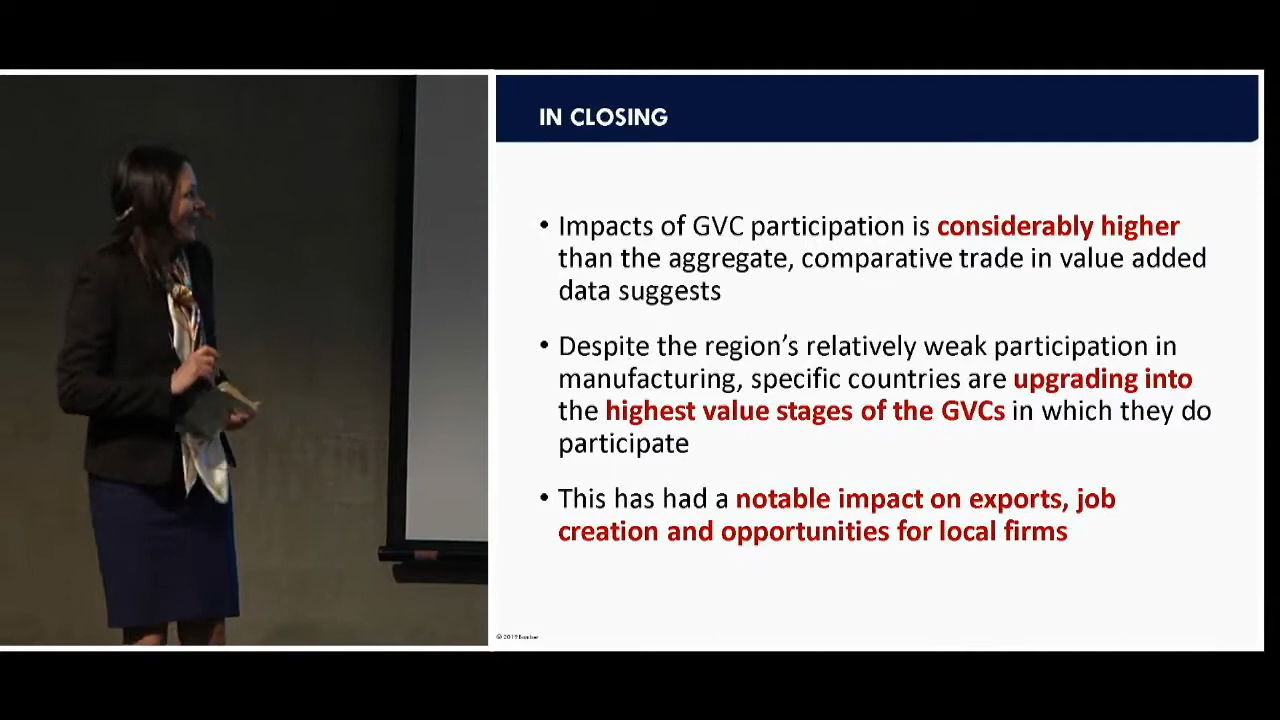 IN CLOSING
• Impacts of GVC participation is considerably higher
than the aggregate, comparative trade in value added
data suggests
• Despite the region’s relatively weak participation in
manufacturing, specific countries are upgrading into
the highest value stages of the GVCs in which they do
participate
• This has had a notable impact on exports, job
creation and opportunities for local firms
© 2019 Bamber